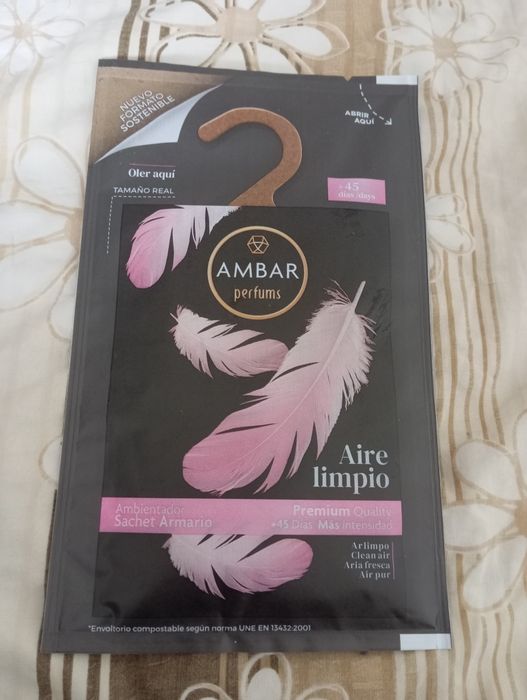 NUEVO
FORMATO
SOSTENIBLE
ABRIR
AQUÍ
Oler aquí
TAMAÑO REAL
+ 45
días/days
AMBAR
perfums
Aire
limpio
Ambientador
Sachet Armario
Premium Quality
+45 Días Más intensidad
Ar limpo
Clean air
Aria fresca
Air pur
*Envoltorio compostable según norma UNE EN 13432:2001